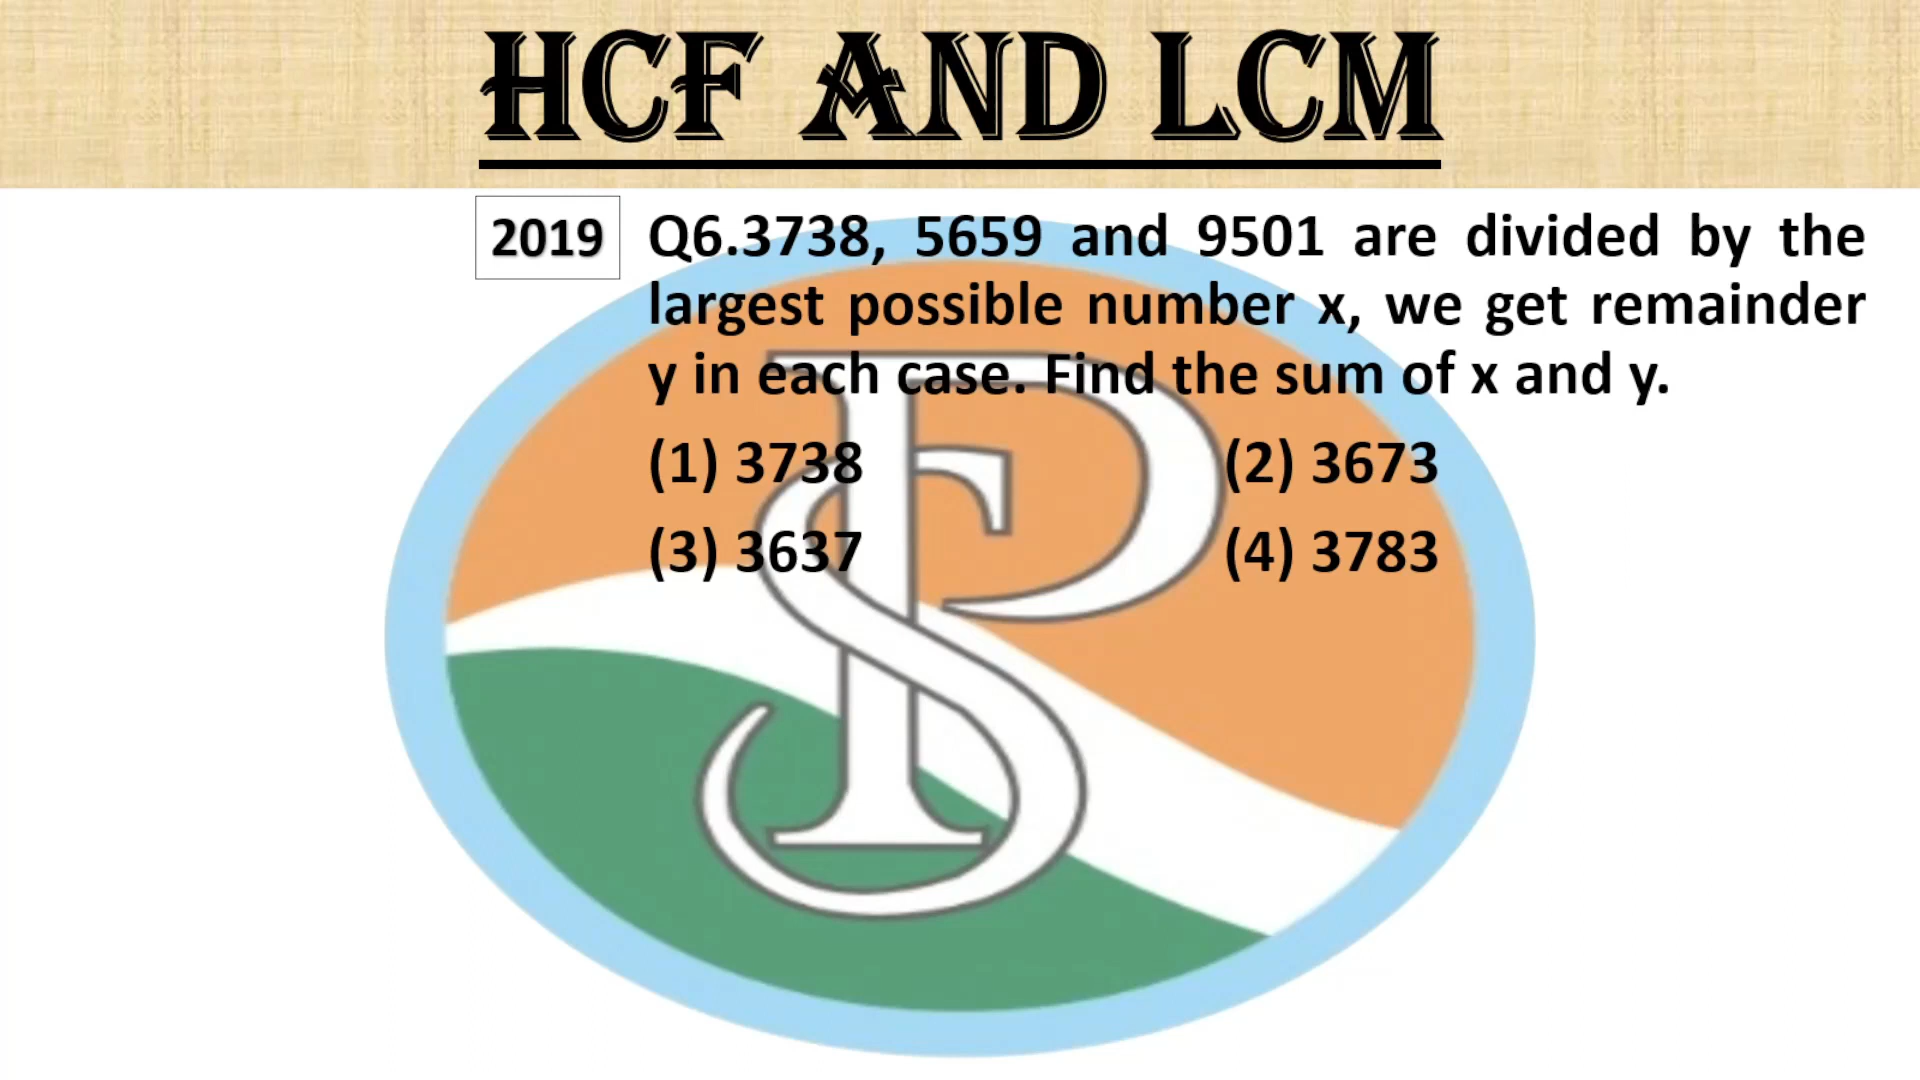 HCF AND LCM
2019 Q6.3738, 5659 and 9501 are divided by the
largest possible number x, we get remainder
y in each case. Find the sum of x and y.
(1) 3738 (2) 3673
(3) 3637 (4) 3783